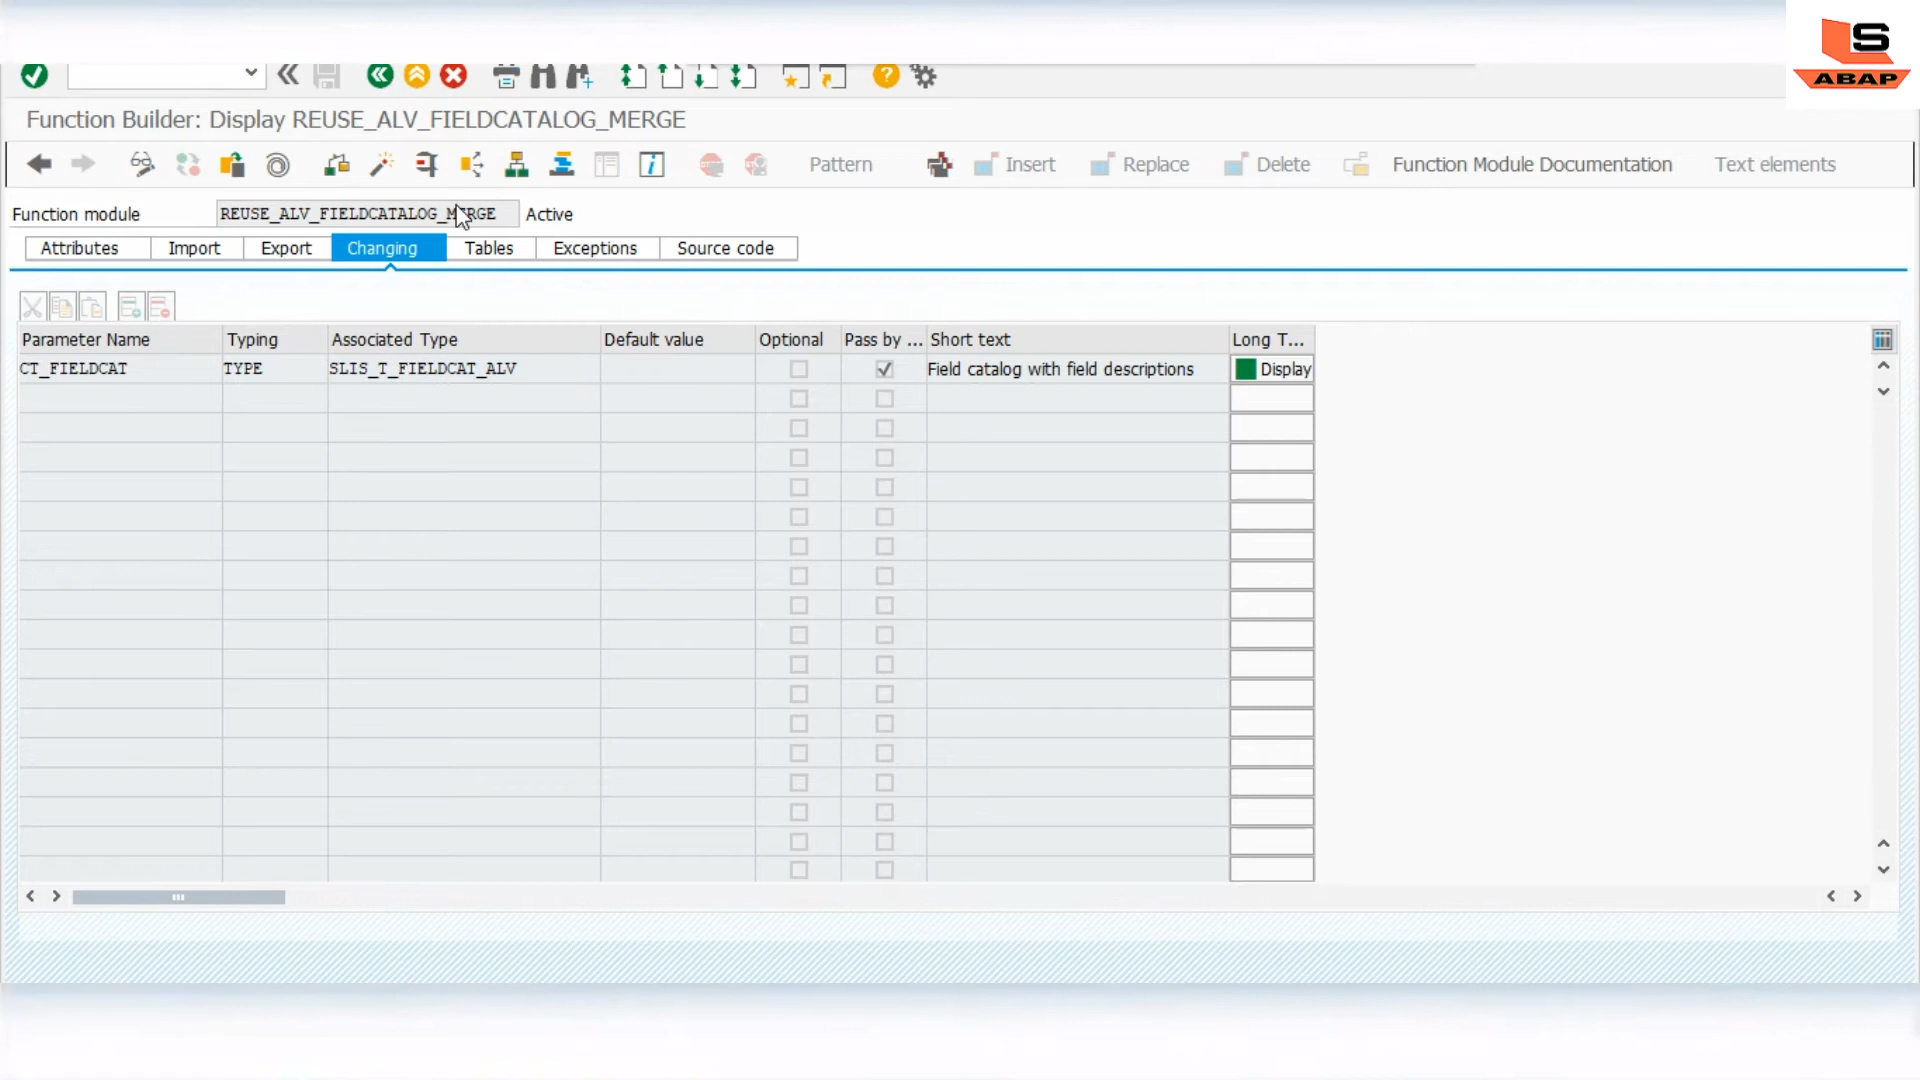 S
ABAP
Function Builder: Display REUSE_ALV_FIELDCATALOG_MERGE
Pattern Insert Replace Delete Function Module Documentation Text elements
Function module REUSE_ALV_FIELDCATALOG_MERGE Active
Attributes Import Export Changing Tables Exceptions Source code
Parameter Name Typing Associated Type Default value Optional Pass by ... Short text Long T...
CT_FIELDCAT TYPE SLIS_T_FIELDCAT_ALV Field catalog with field descriptions Display